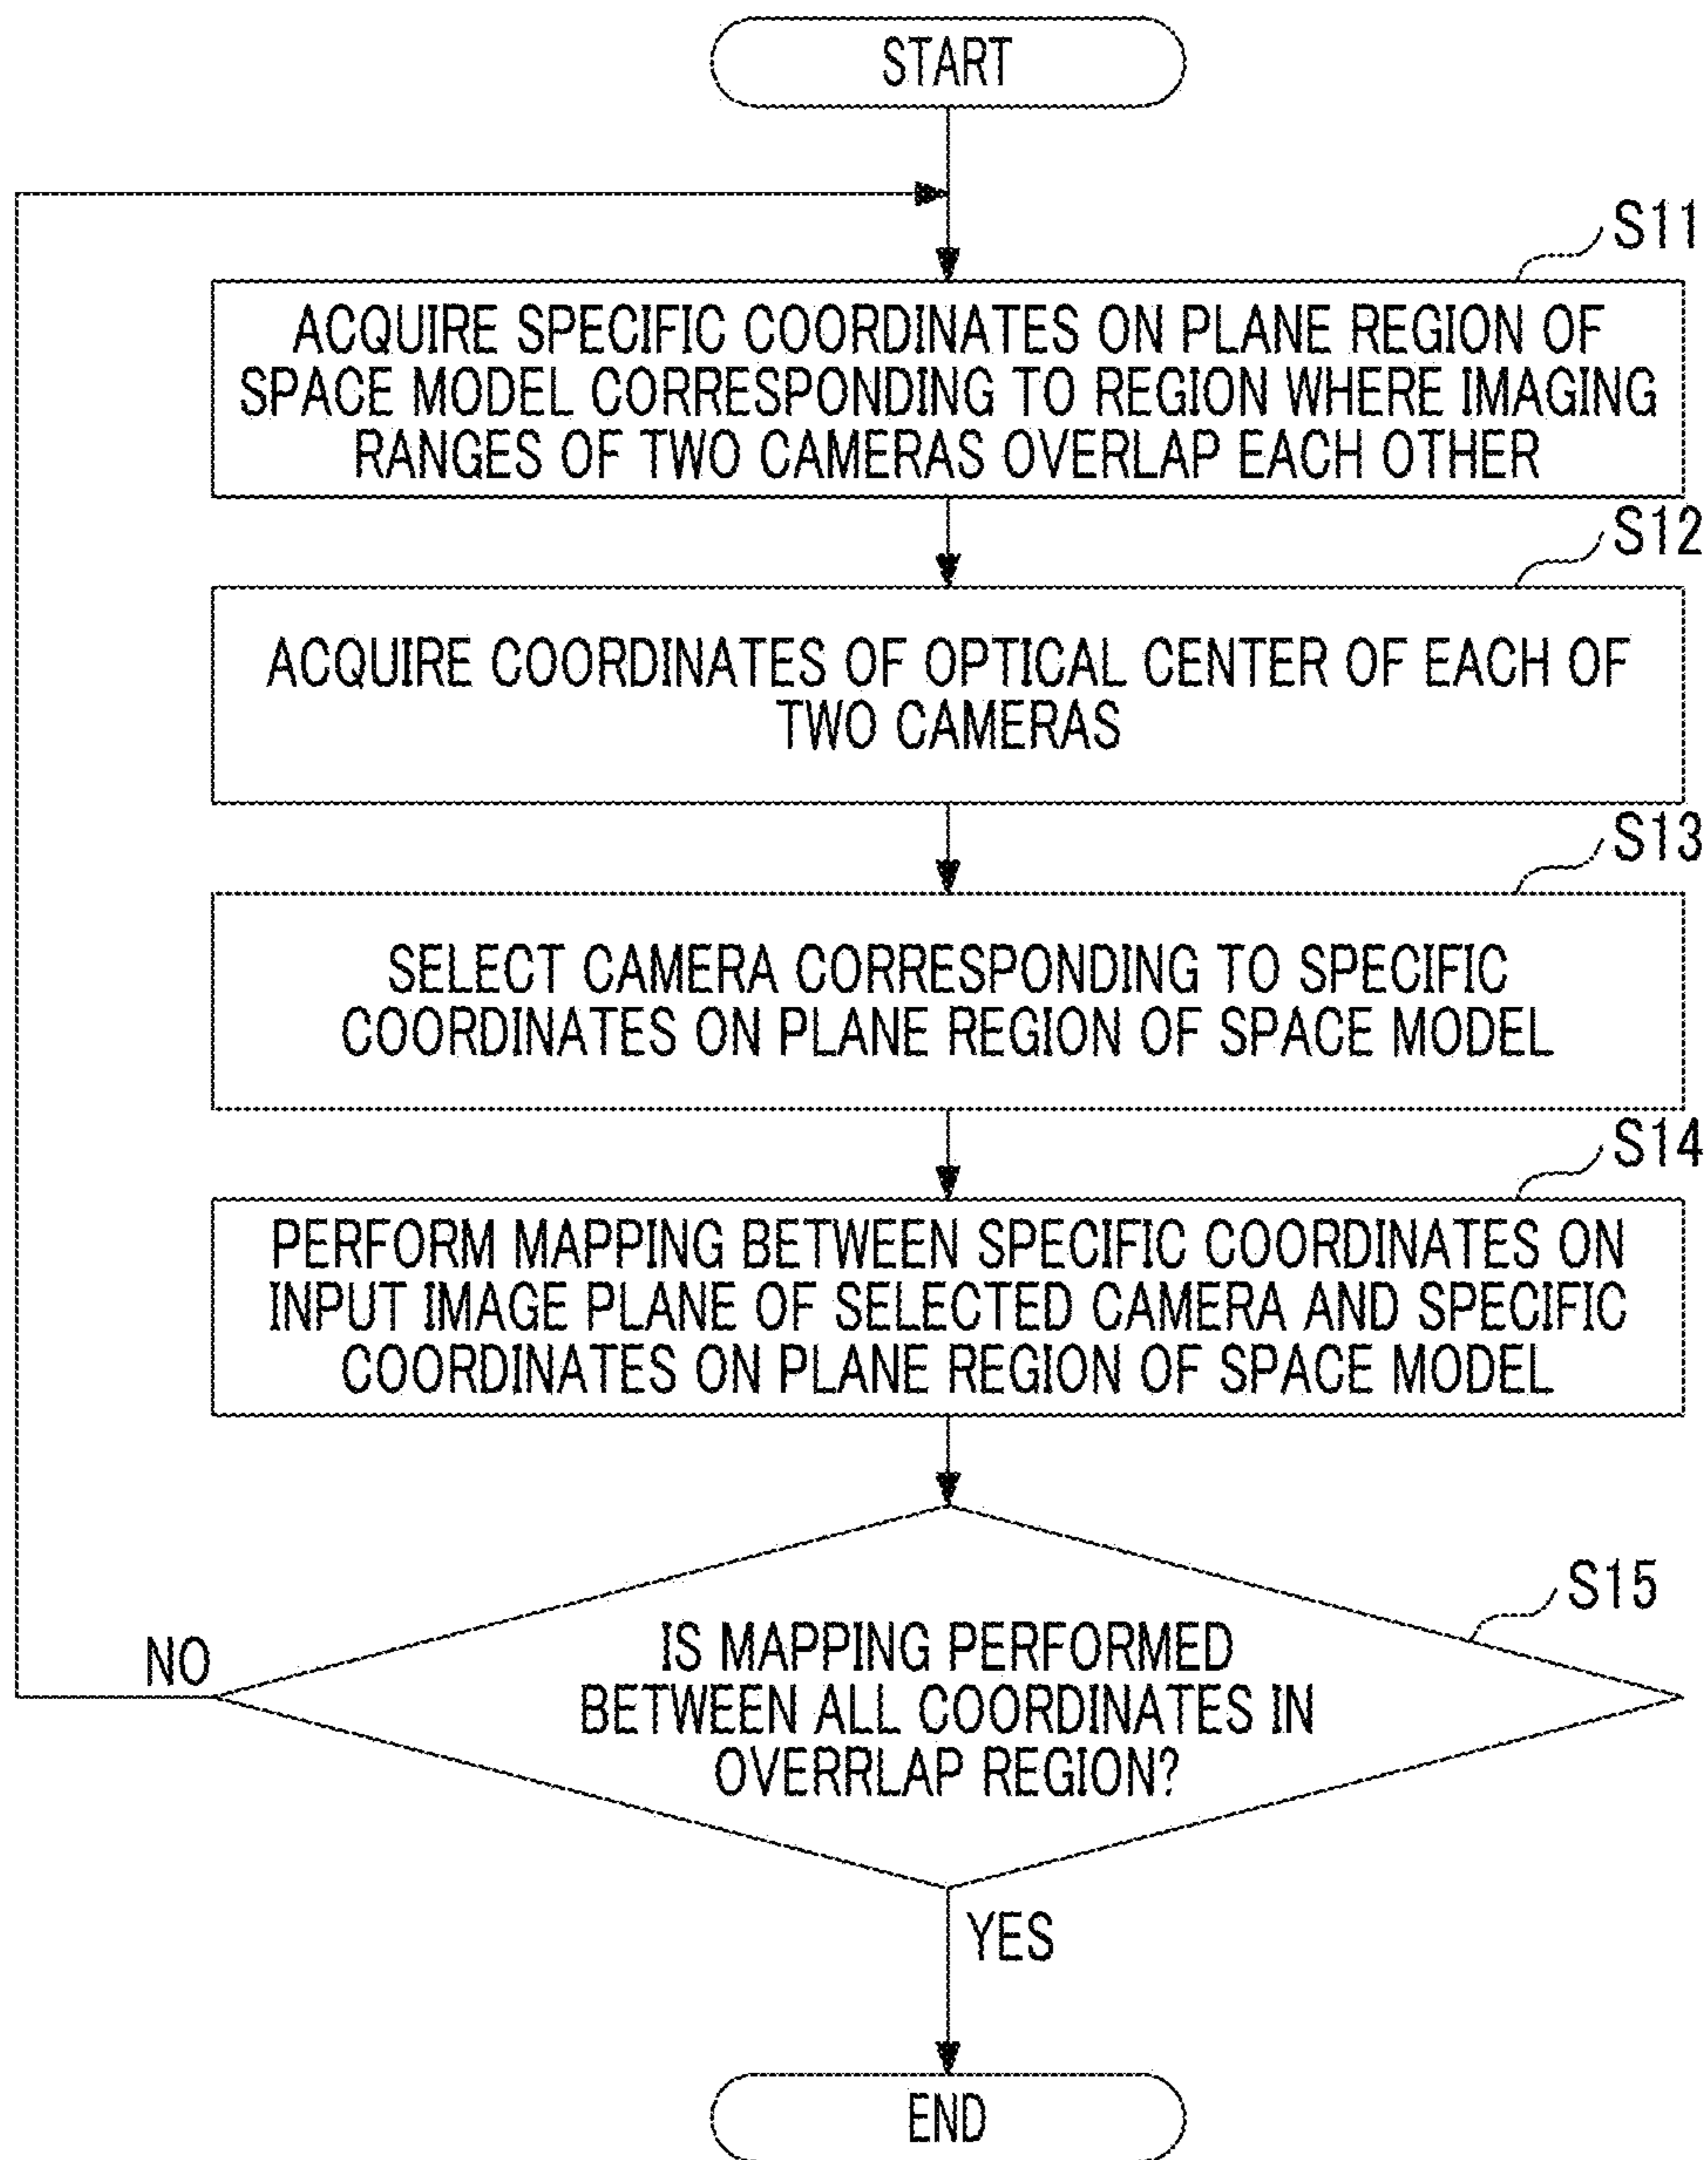 START
S11
ACQUIRE SPECIFIC COORDINATES ON PLANE REGION OF
SPACE MODEL CORRESPONDING TO REGION WHERE IMAGING
RANGES OF TWO CAMERAS OVERLAP EACH OTHER
S12
ACQUIRE COORDINATES OF OPTICAL CENTER OF EACH OF
TWO CAMERAS
S13
SELECT CAMERA CORRESPONDING TO SPECIFIC
COORDINATES ON PLANE REGION OF SPACE MODEL
S14
PERFORM MAPPING BETWEEN SPECIFIC COORDINATES ON
INPUT IMAGE PLANE OF SELECTED CAMERA AND SPECIFIC
COORDINATES ON PLANE REGION OF SPACE MODEL
S15
IS MAPPING PERFORMED
BETWEEN ALL COORDINATES IN
OVERRLAP REGION?
NO
YES
END